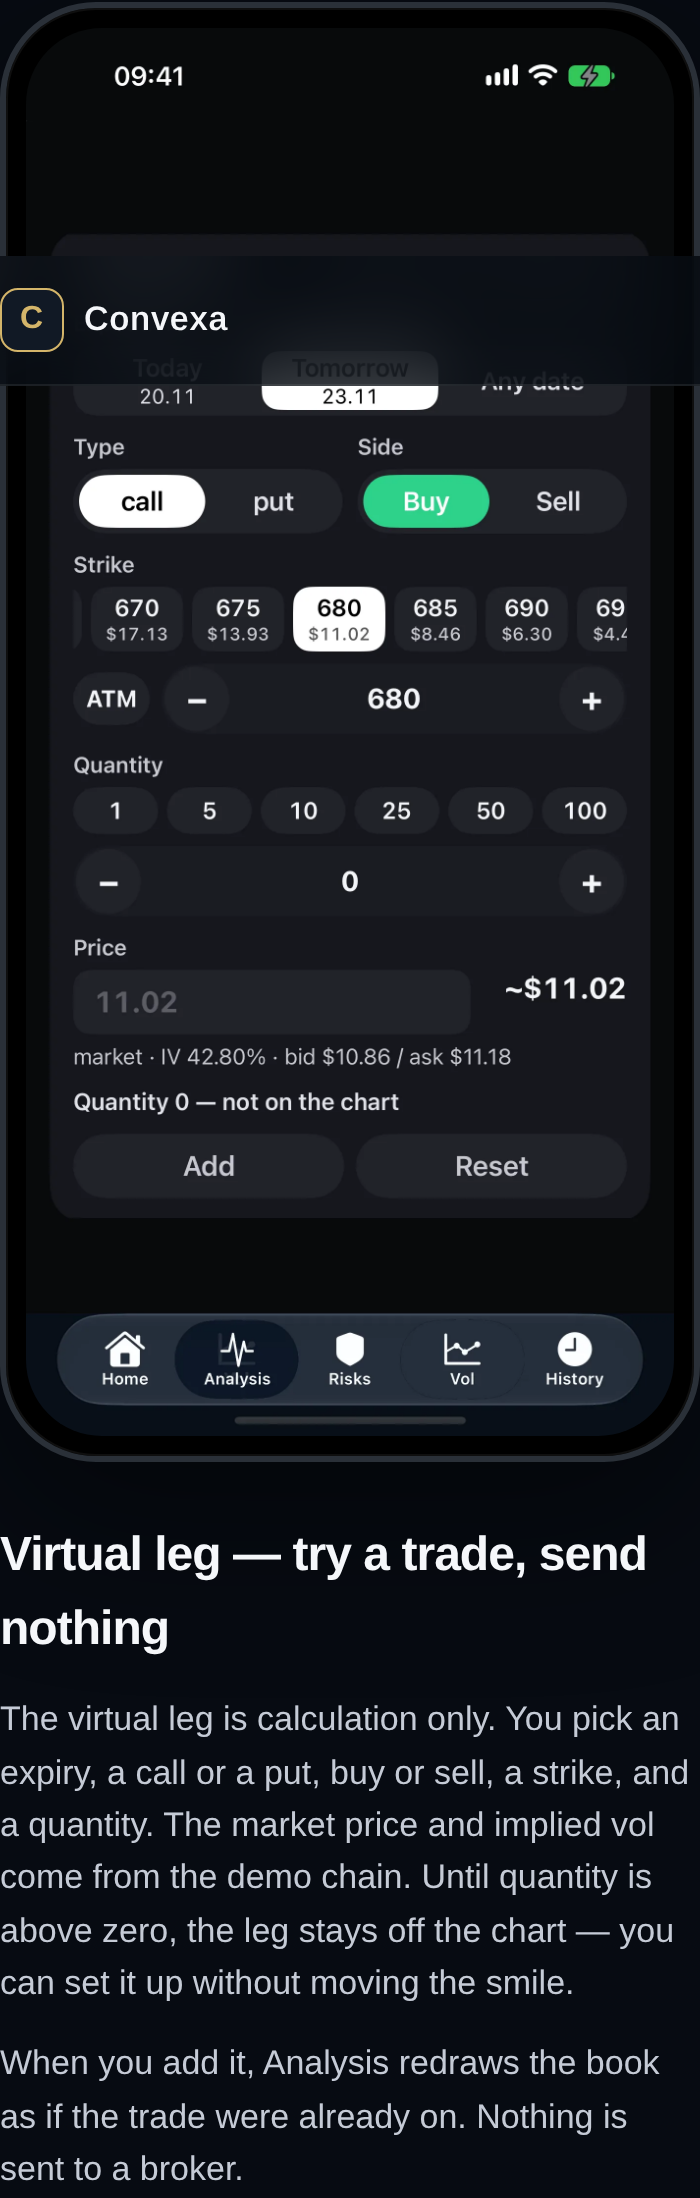 09:41
C Convexa
Today Tomorrow Any date
20.11 23.11
Type Side
call put Buy Sell
Strike
670 675 680 685 690 69
$17.13 $13.93 $11.02 $8.46 $6.30 $4.4
ATM − 680 +
Quantity
1 5 10 25 50 100
− 0 +
Price
11.02 ~$11.02
market · IV 42.80% · bid $10.86 / ask $11.18
Quantity 0 — not on the chart
Add Reset
Home Analysis Risks Vol History
Virtual leg — try a trade, send
nothing
The virtual leg is calculation only. You pick an
expiry, a call or a put, buy or sell, a strike, and
a quantity. The market price and implied vol
come from the demo chain. Until quantity is
above zero, the leg stays off the chart — you
can set it up without moving the smile.
When you add it, Analysis redraws the book
as if the trade were already on. Nothing is
sent to a broker.